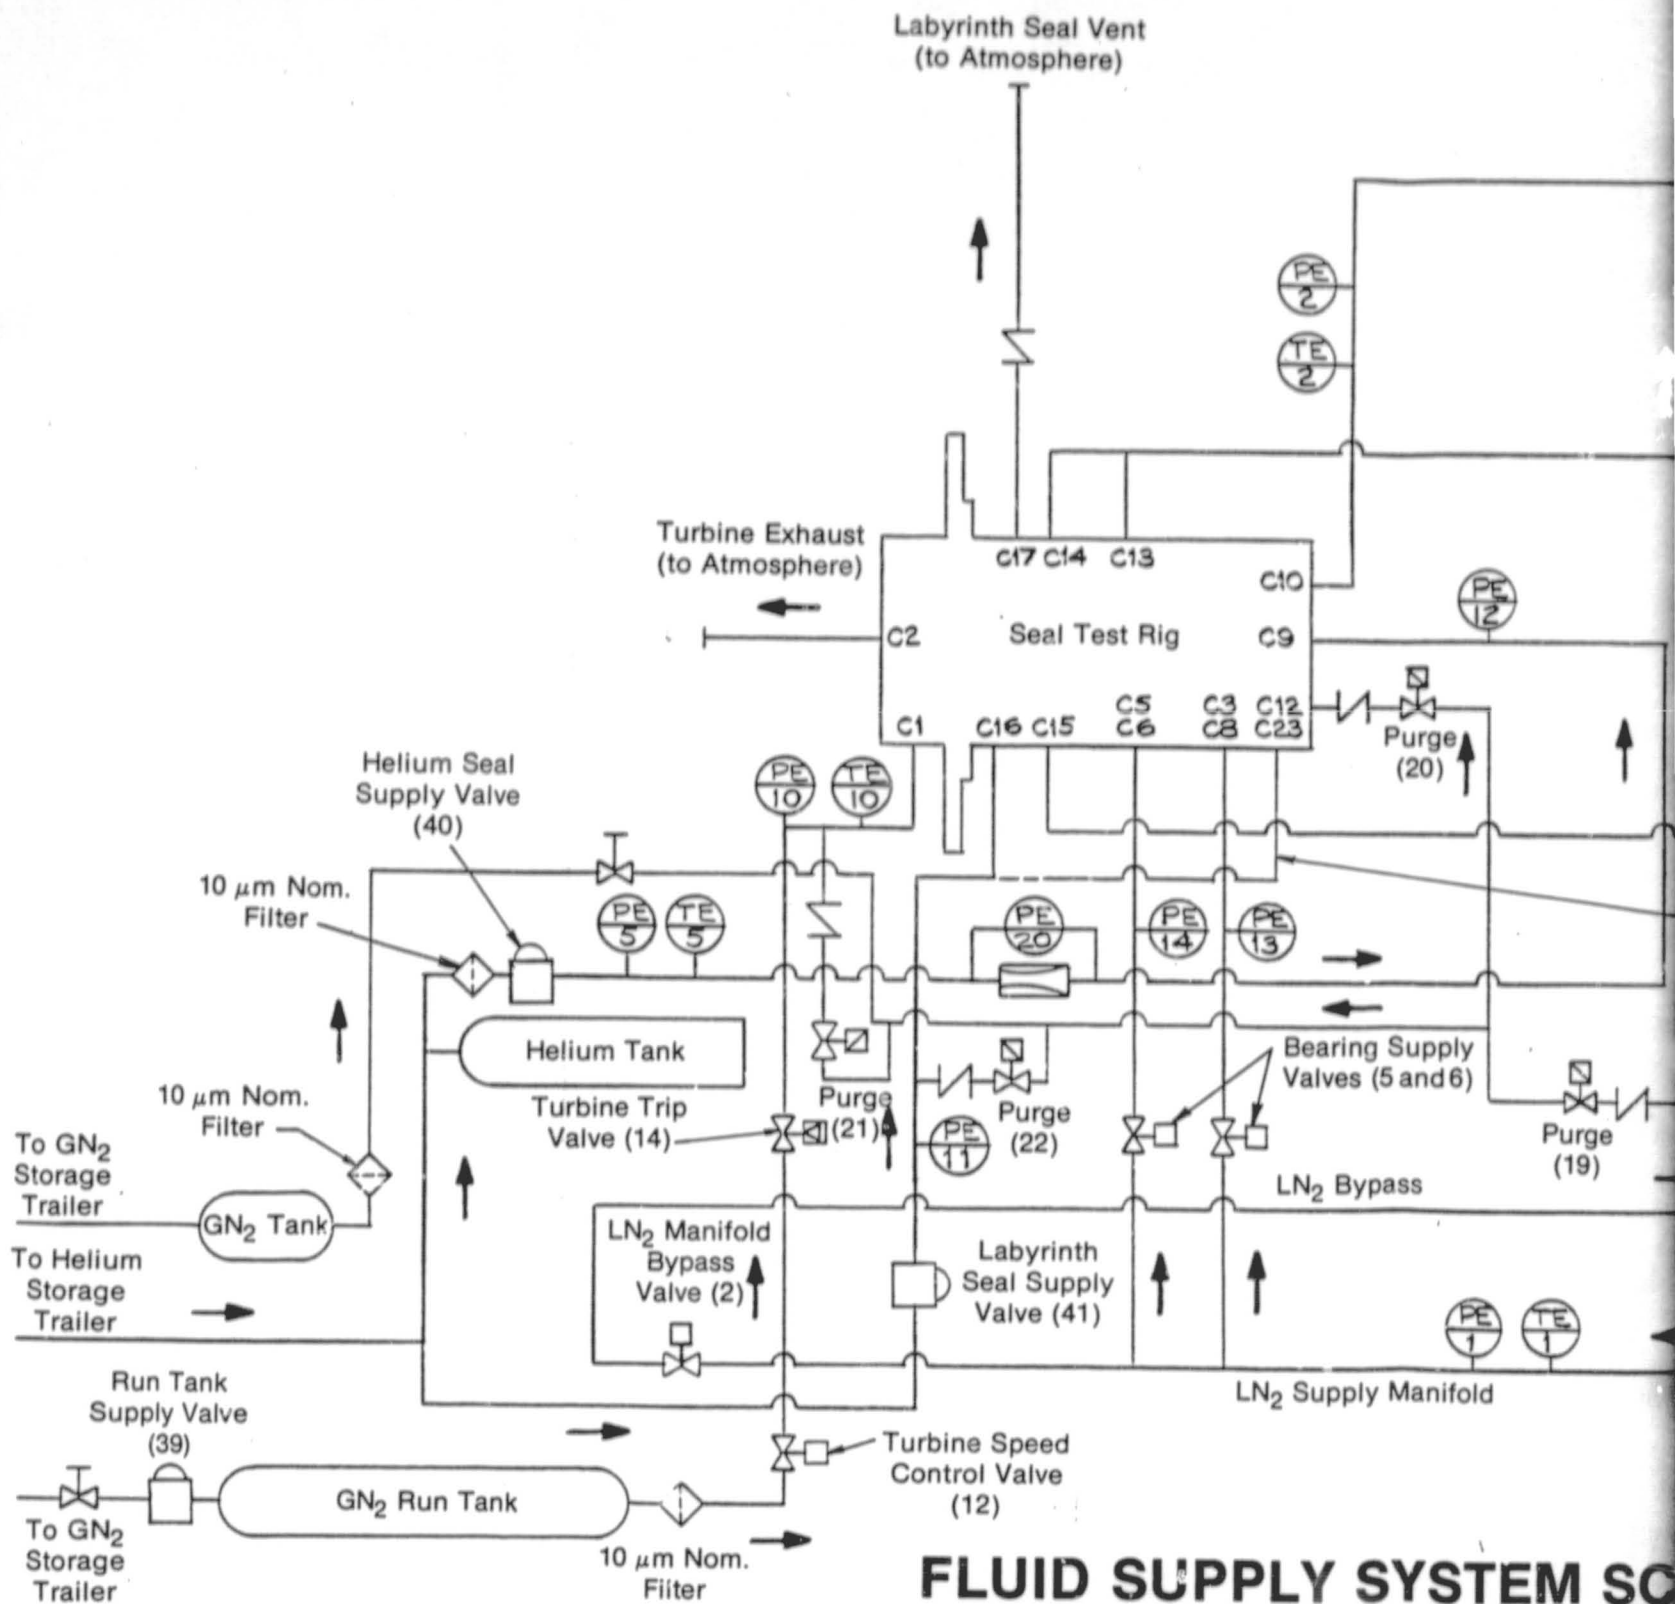 Labyrinth Seal Vent
(to Atmosphere)
PE
2
TE
2
Turbine Exhaust
(to Atmosphere)
C17 C14 C13
C10
PE
12
C2
Seal Test Rig
C9
C5 C3 C12
C1 C16 C15 C6 C8 C23
Purge
(20)
Helium Seal
Supply Valve
(40)
PE
10
TE
10
10 μm Nom.
Filter
PE
5
TE
5
PE
20
PE
14
PE
13
Helium Tank
Bearing Supply
Valves (5 and 6)
10 μm Nom.
Filter
Turbine Trip
Valve (14)
Purge
(21)
Purge
(22)
PE
11
Purge
(19)
To GN2
Storage
Trailer
GN2 Tank
LN2 Bypass
To Helium
Storage
Trailer
LN2 Manifold
Bypass
Valve (2)
Labyrinth
Seal Supply
Valve (41)
PE
1
TE
1
Run Tank
Supply Valve
(39)
LN2 Supply Manifold
Turbine Speed
Control Valve
(12)
GN2 Run Tank
To GN2
Storage
Trailer
10 μm Nom.
Filter
FLUID SUPPLY SYSTEM SC